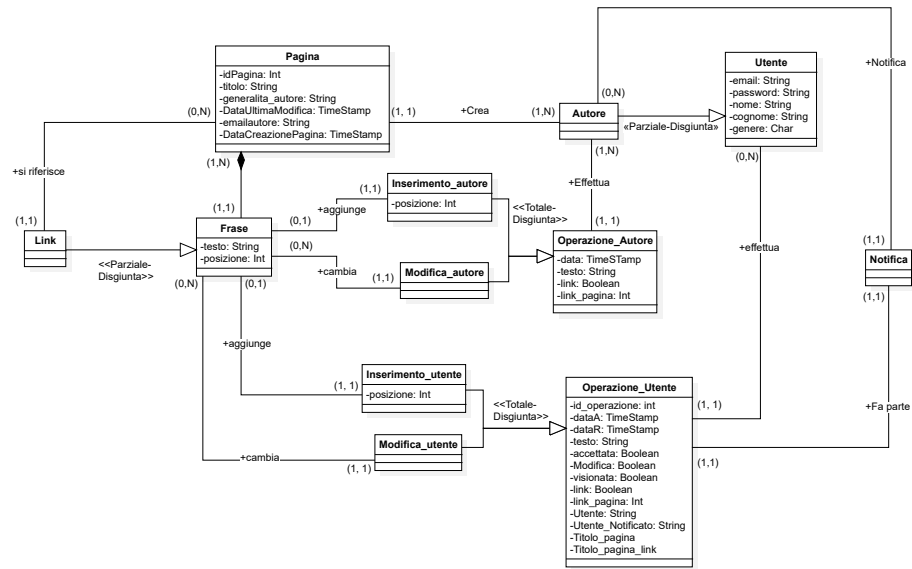 Pagina
-idPagina: Int
-titolo: String
-generalita_autore: String
-DataUltimaModifica: TimeStamp
-emailautore: String
-DataCreazionePagina: TimeStamp
(0,N)
(1, 1)
+Crea
(1,N)
(0,N)
Autore
«Parziale-Disgiunta»
Utente
-email: String
-password: String
-nome: String
-cognome: String
-genere: Char
+Notifica
(1,N)
(1,N)
(0,N)
+si riferisce
+Effettua
(1,1)
Link
<<Parziale-
Disgiunta>>
(1,1)
Frase
-testo: String
-posizione: Int
(0,1)
+aggiunge
(1,1)
Inserimento_autore
-posizione: Int
<<Totale-
Disgiunta>>
(0,N)
+cambia
(1,1)
Modifica_autore
(1, 1)
Operazione_Autore
-data: TimeSTamp
-testo: String
-link: Boolean
-link_pagina: Int
+effettua
(1,1)
Notifica
(1,1)
(0,N)
(0,1)
+aggiunge
(1, 1)
Inserimento_utente
-posizione: Int
<<Totale-
Disgiunta>>
+cambia
(1, 1)
Modifica_utente
Operazione_Utente
-id_operazione: int
-dataA: TimeStamp
-dataR: TimeStamp
-testo: String
-accettata: Boolean
-Modifica: Boolean
-visionata: Boolean
-link: Boolean
-link_pagina: Int
-Utente: String
-Utente_Notificato: String
-Titolo_pagina
-Titolo_pagina_link
(1, 1)
+Fa parte
(1,1)